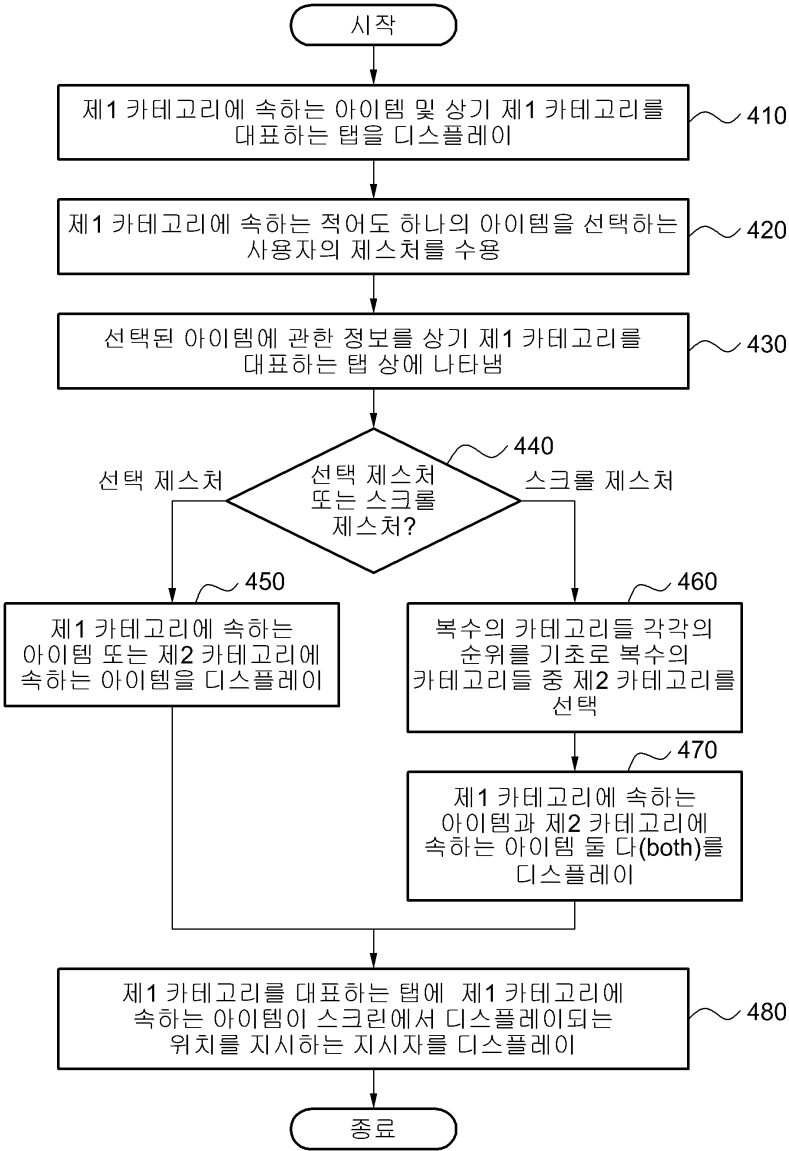 시작
제1 카테고리에 속하는 아이템 및 상기 제1 카테고리를
대표하는 탭을 디스플레이
410
제1 카테고리에 속하는 적어도 하나의 아이템을 선택하는
사용자의 제스처를 수용
420
선택된 아이템에 관한 정보를 상기 제1 카테고리를
대표하는 탭 상에 나타냄
430
440
선택 제스처
선택 제스처
또는 스크롤
제스처?
스크롤 제스처
450
제1 카테고리에 속하는
아이템 또는 제2 카테고리에
속하는 아이템을 디스플레이
460
복수의 카테고리들 각각의
순위를 기초로 복수의
카테고리들 중 제2 카테고리를
선택
470
제1 카테고리에 속하는
아이템과 제2 카테고리에
속하는 아이템 둘 다(both)를
디스플레이
제1 카테고리를 대표하는 탭에 제1 카테고리에
속하는 아이템이 스크린에서 디스플레이되는
위치를 지시하는 지시자를 디스플레이
480
종료